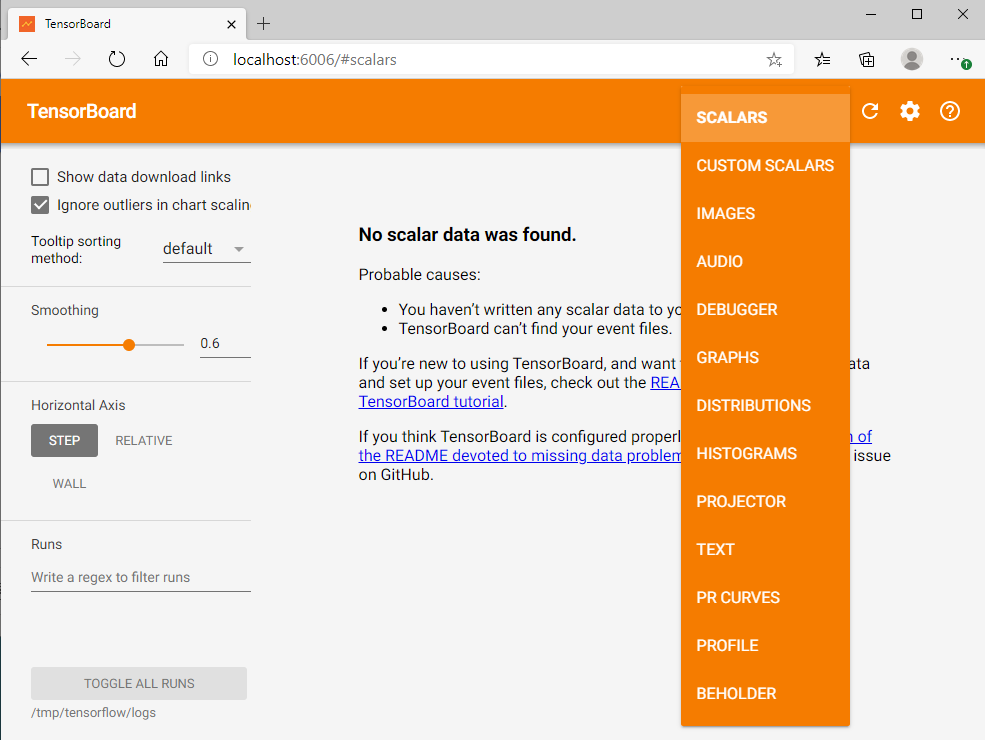 TensorBoard
localhost:6006/#scalars
TensorBoard
SCALARS
CUSTOM SCALARS
IMAGES
AUDIO
DEBUGGER
GRAPHS
DISTRIBUTIONS
HISTOGRAMS
PROJECTOR
TEXT
PR CURVES
PROFILE
BEHOLDER
Show data download links
Ignore outliers in chart scalin
Tooltip sorting
method:
default
Smoothing
0.6
Horizontal Axis
STEP RELATIVE
WALL
Runs
Write a regex to filter runs
TOGGLE ALL RUNS
/tmp/tensorflow/logs
No scalar data was found.
Probable causes:
• You haven’t written any scalar data to yo
• TensorBoard can’t find your event files.
If you’re new to using TensorBoard, and want ata
and set up your event files, check out the REA
TensorBoard tutorial.
If you think TensorBoard is configured properl n of
the README devoted to missing data problem issue
on GitHub.